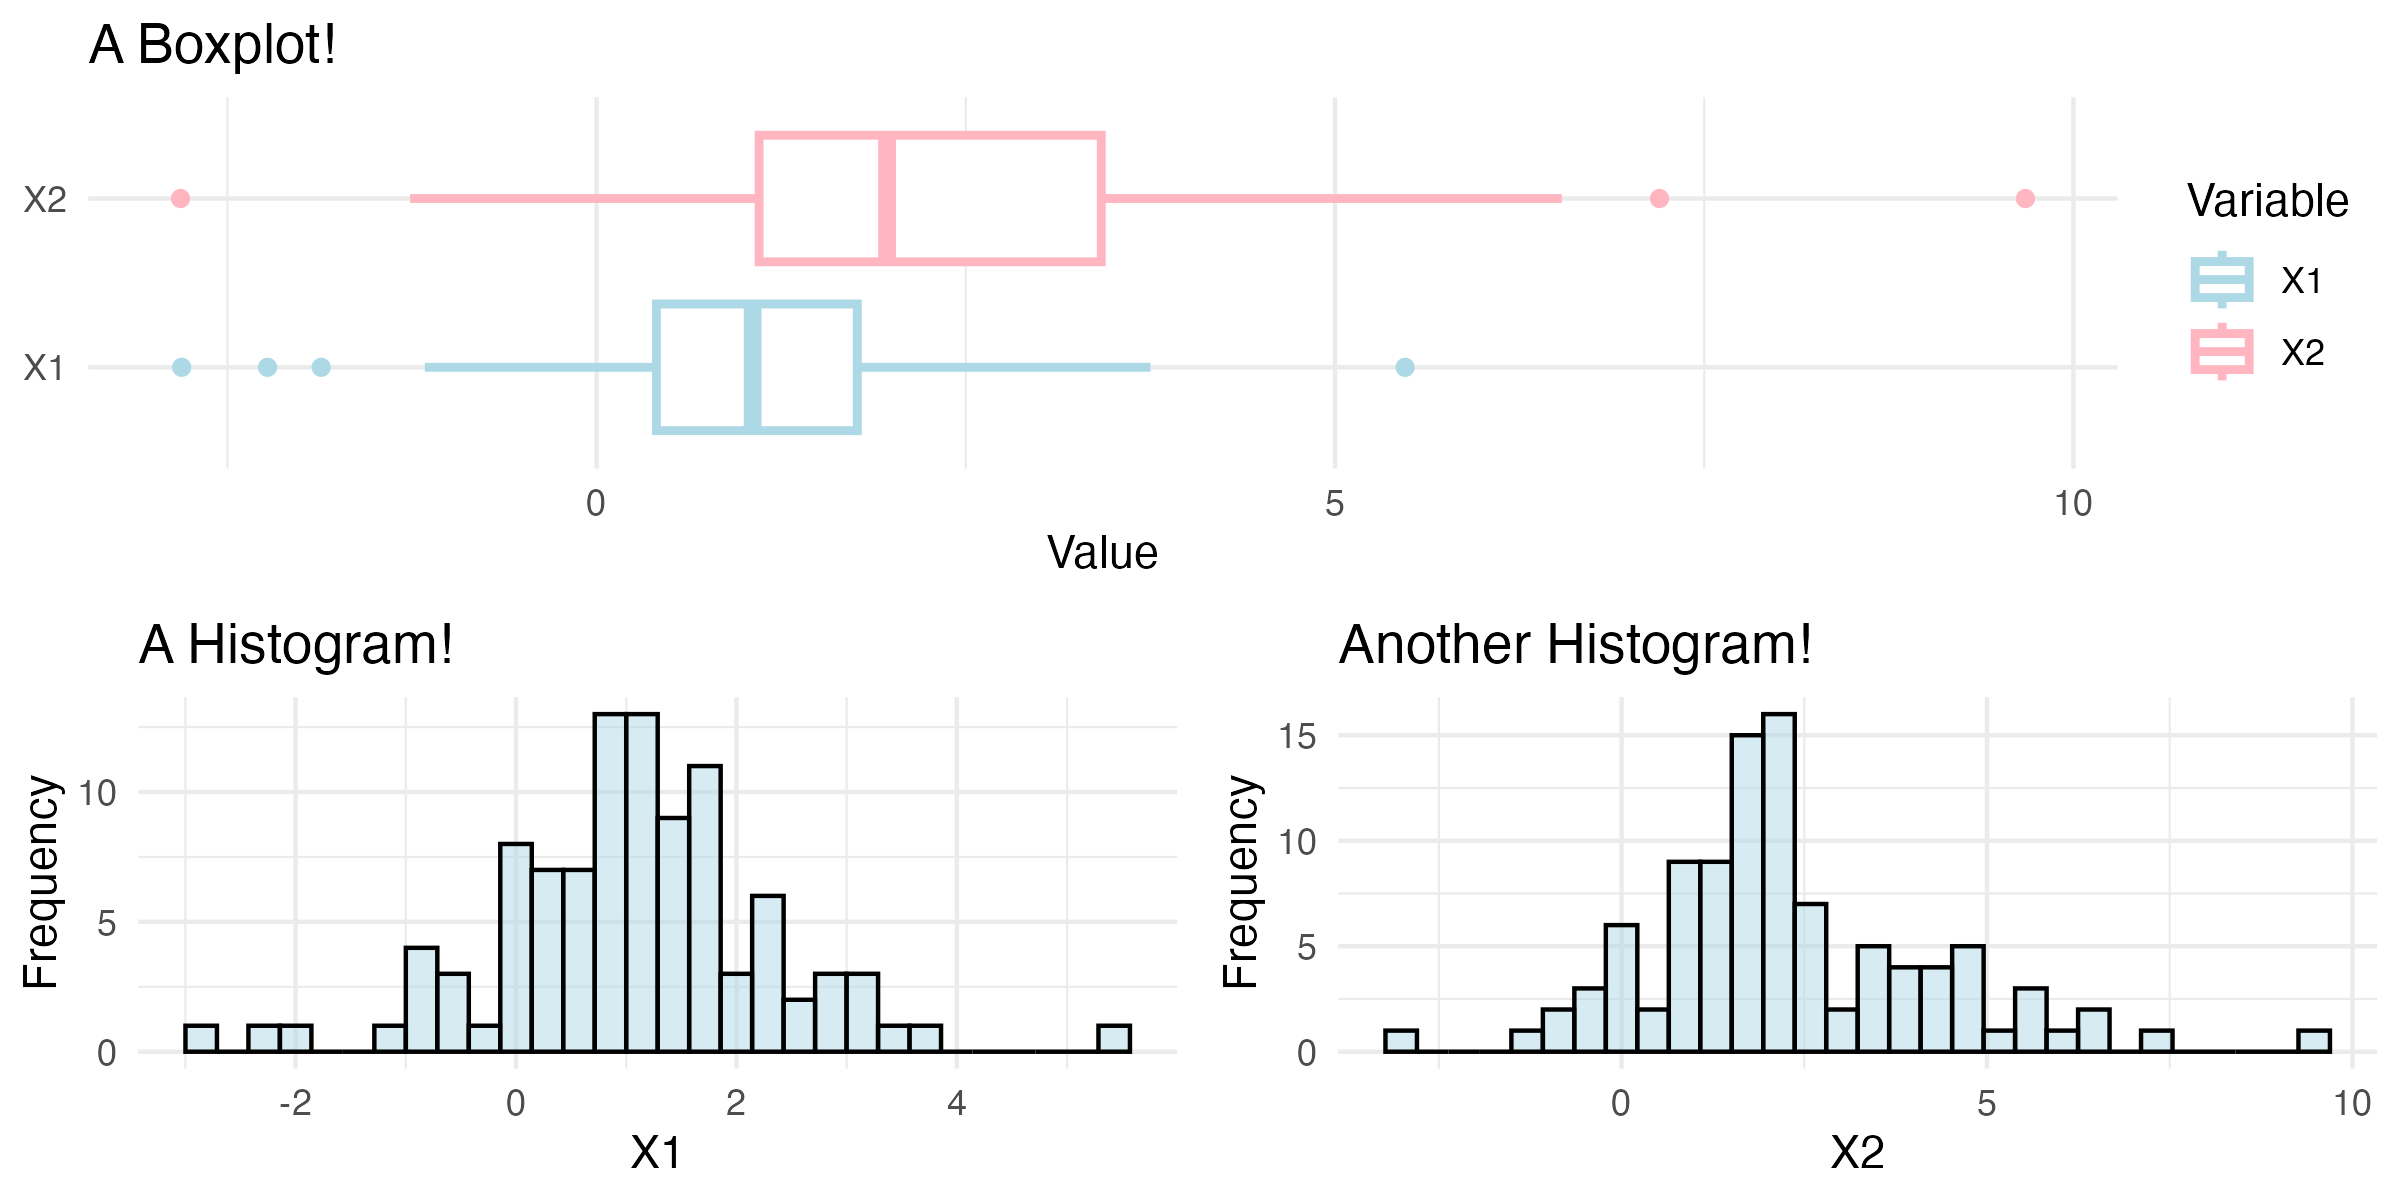 A Boxplot!
X2
X1
0 5 10
Value
Variable
X1
X2
A Histogram!
Frequency
10
5
0
-2 0 2 4
X1
Another Histogram!
Frequency
15
10
5
0
0 5 10
X2